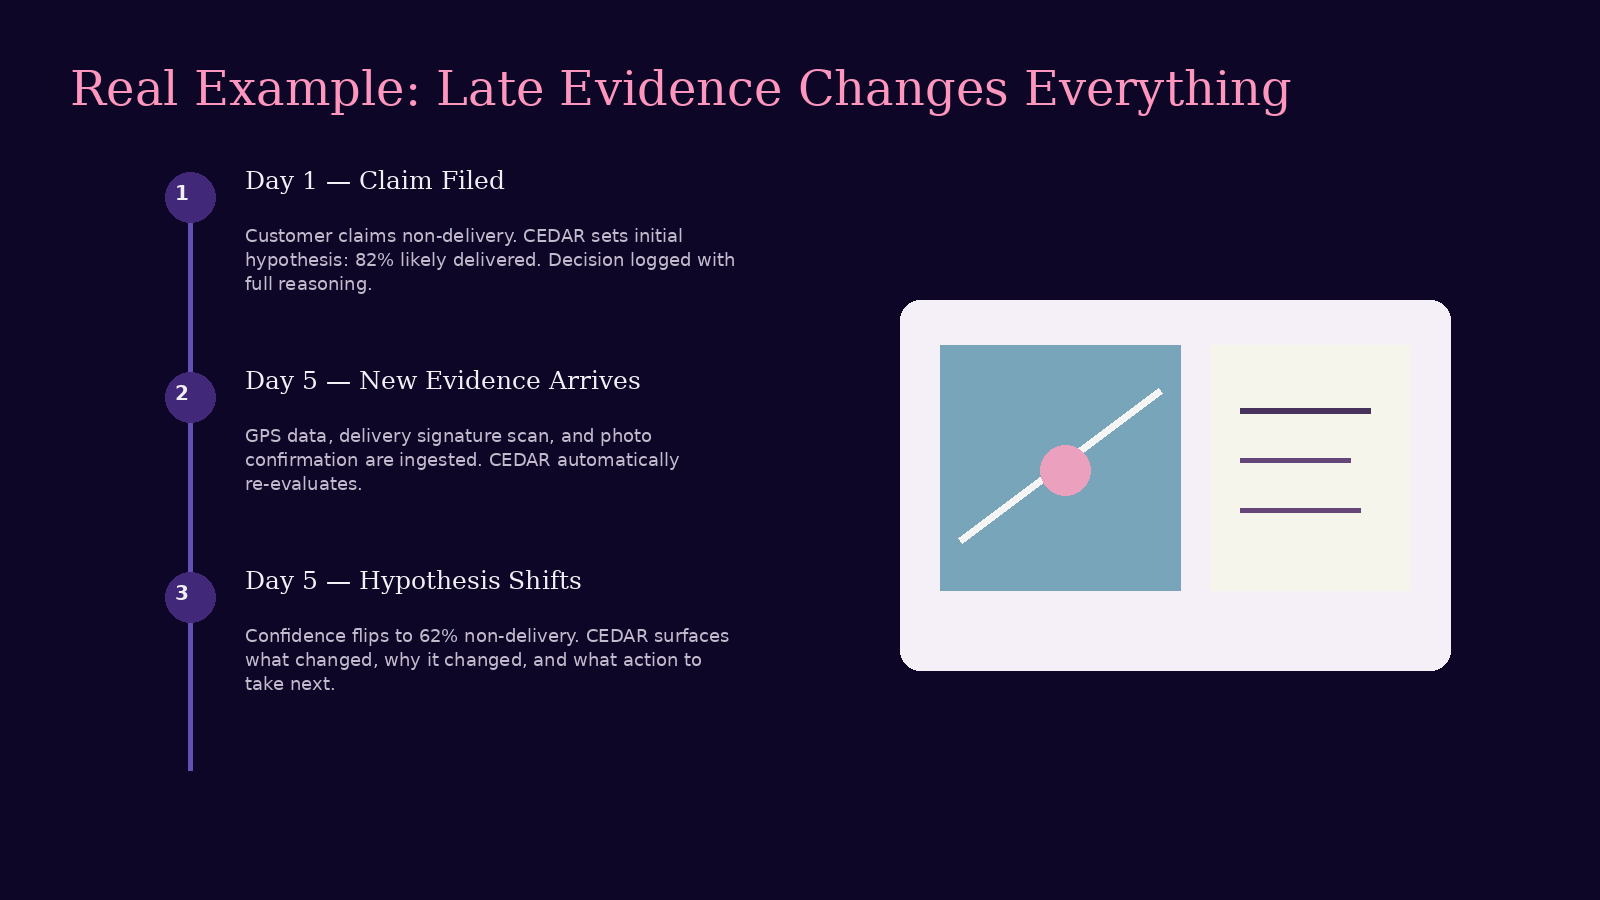 Real Example: Late Evidence Changes Everything
1
Day 1 — Claim Filed
Customer claims non-delivery. CEDAR sets initial
hypothesis: 82% likely delivered. Decision logged with
full reasoning.
2
Day 5 — New Evidence Arrives
GPS data, delivery signature scan, and photo
confirmation are ingested. CEDAR automatically
re-evaluates.
3
Day 5 — Hypothesis Shifts
Confidence flips to 62% non-delivery. CEDAR surfaces
what changed, why it changed, and what action to
take next.